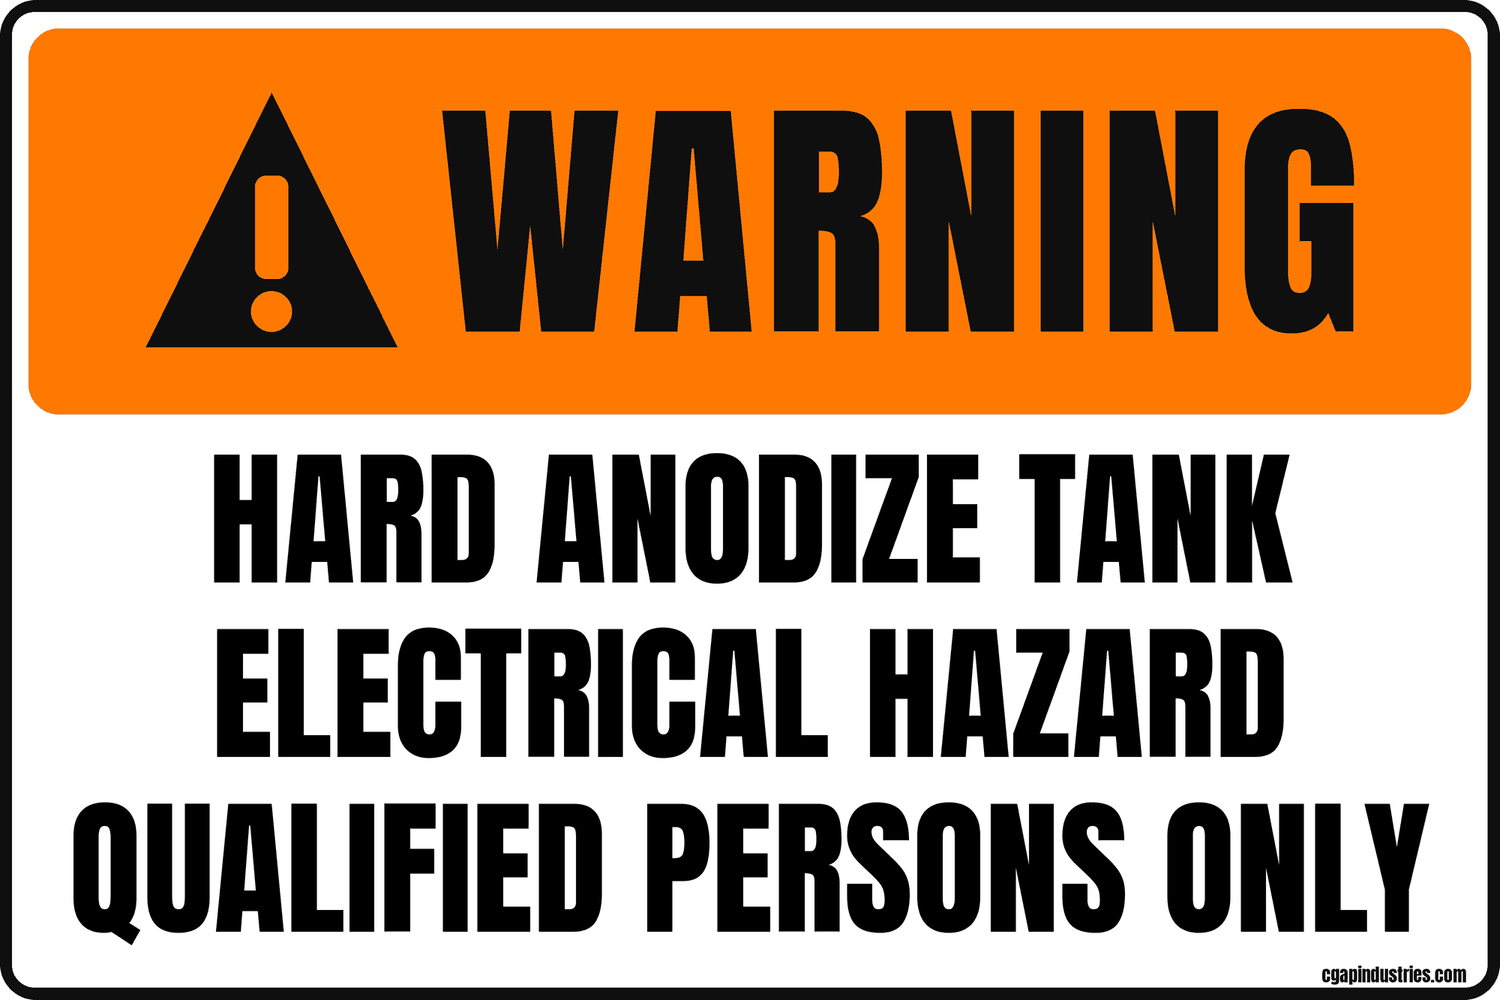 WARNING
HARD ANODIZE TANK
ELECTRICAL HAZARD
QUALIFIED PERSONS ONLY
cgapindustries.com